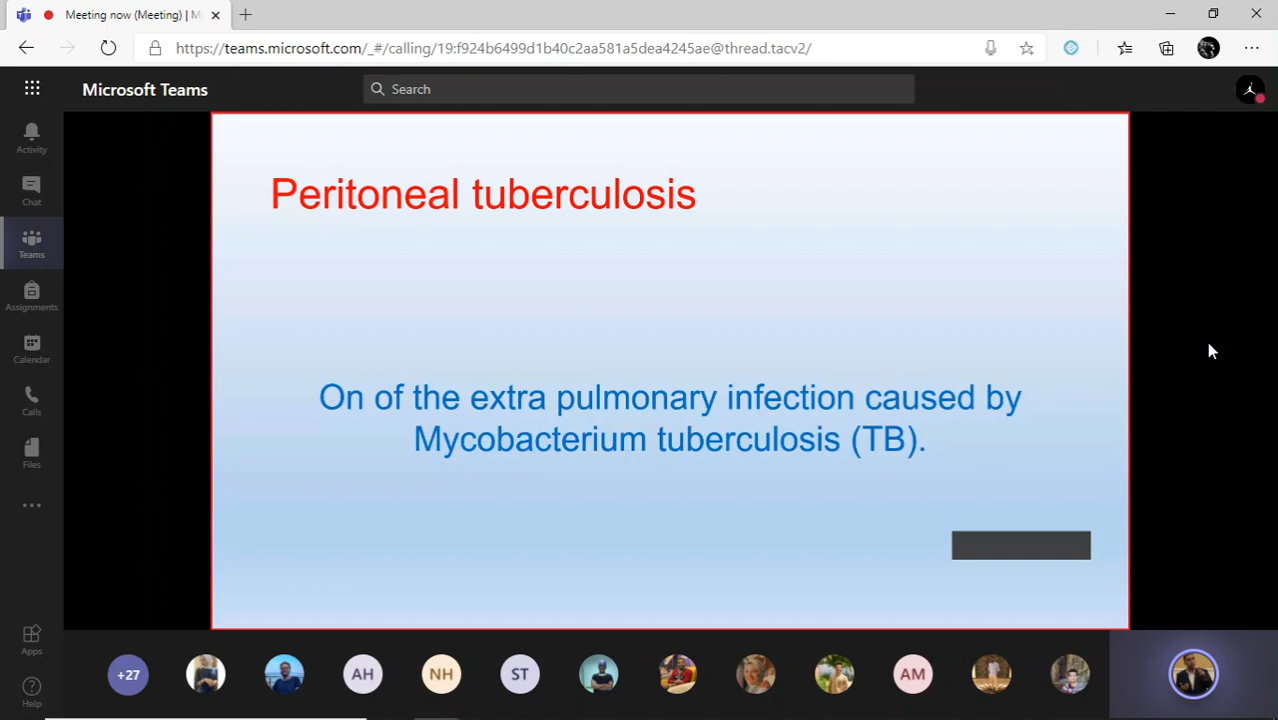 Meeting now (Meeting) | M
https://teams.microsoft.com/_#/calling/19:f924b6499d1b40c2aa581a5dea4245ae@thread.tacv2/
Microsoft Teams
Search
Activity
Chat
Teams
Assignments
Calendar
Calls
Files
Apps
Help
Peritoneal tuberculosis
On of the extra pulmonary infection caused by
Mycobacterium tuberculosis (TB).
+27
AH
NH
ST
AM